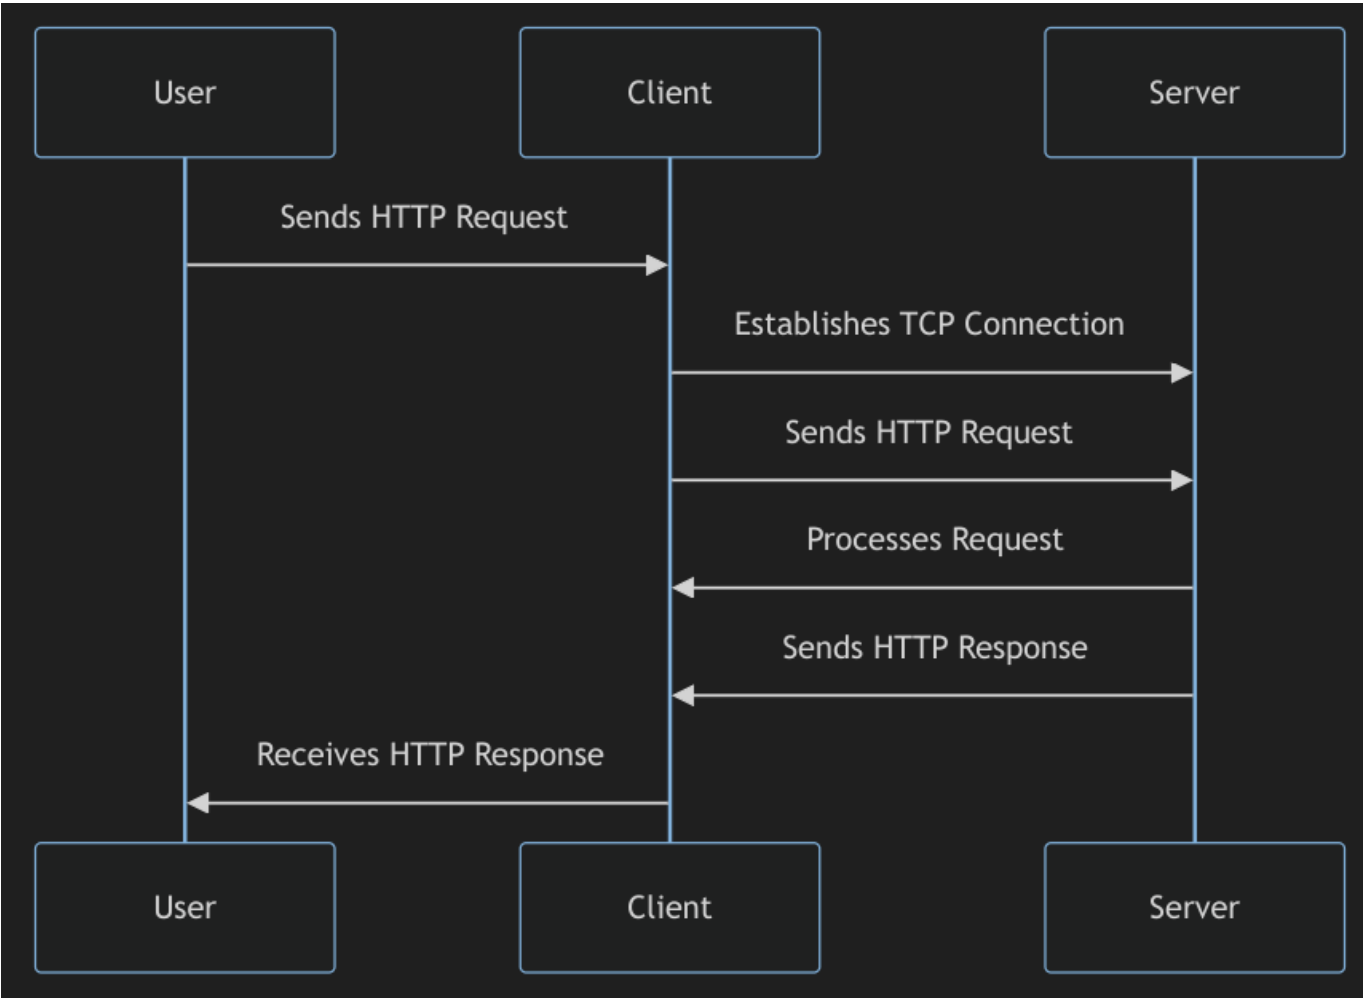 User
Client
Server
Sends HTTP Request
Establishes TCP Connection
Sends HTTP Request
Processes Request
Sends HTTP Response
Receives HTTP Response
User
Client
Server